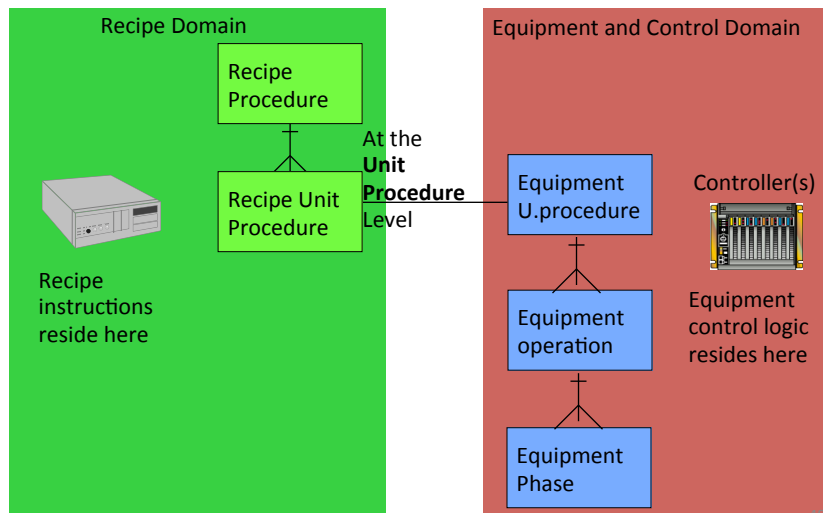 Recipe Domain
Recipe
Procedure
Recipe Unit
Procedure
Recipe
instructions
reside here
At the
Unit
Procedure
Level
Equipment and Control Domain
Equipment
U.procedure
Controller(s)
Equipment
operation
Equipment
control logic
resides here
Equipment
Phase